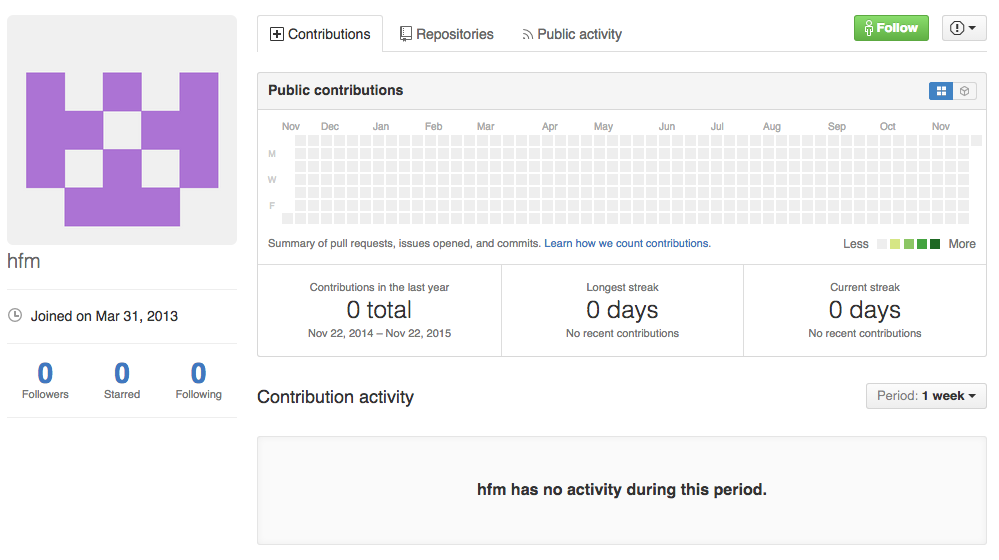 Contributions Repositories Public activity Follow
Public contributions
Nov Dec Jan Feb Mar Apr May Jun Jul Aug Sep Oct Nov
M
W
F
Summary of pull requests, issues opened, and commits. Learn how we count contributions. Less More
hfm
Joined on Mar 31, 2013
0 0 0
Followers Starred Following
Contributions in the last year
0 total
Nov 22, 2014 – Nov 22, 2015
Longest streak
0 days
No recent contributions
Current streak
0 days
No recent contributions
Contribution activity Period: 1 week
hfm has no activity during this period.